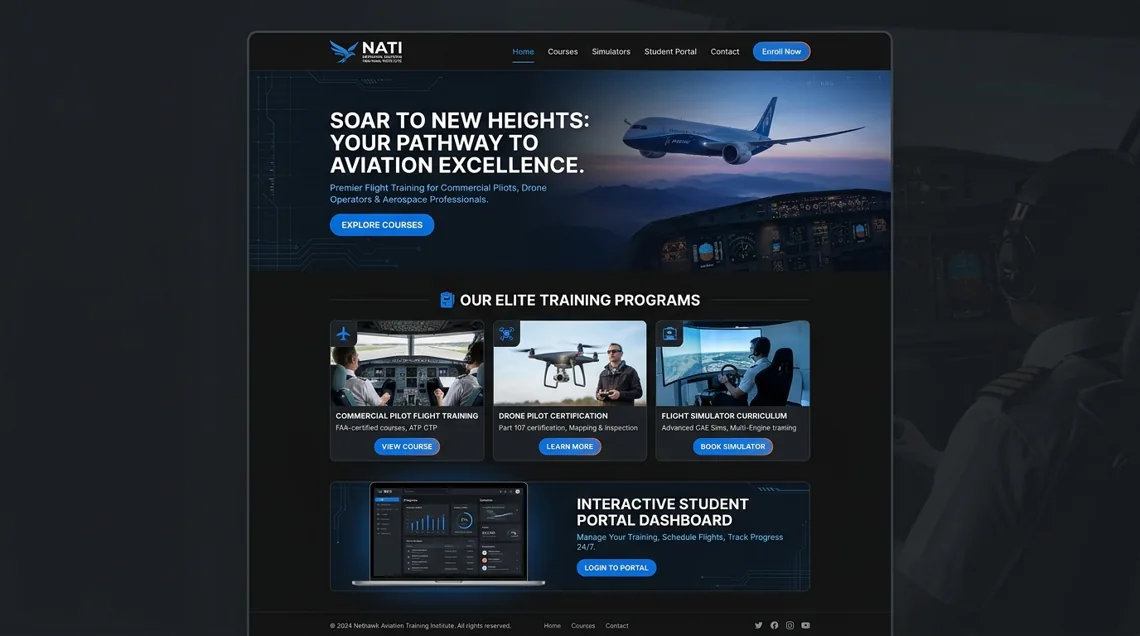 NATI
Home
Courses
Simulators
Student Portal
Contact
Enroll Now
SOAR TO NEW HEIGHTS:
YOUR PATHWAY TO
AVIATION EXCELLENCE.
Premier Flight Training for Commercial Pilots, Drone
Operators & Aerospace Professionals.
EXPLORE COURSES
OUR ELITE TRAINING PROGRAMS
COMMERCIAL PILOT FLIGHT TRAINING
FAA-certified courses, ATP CTP
VIEW COURSE
DRONE PILOT CERTIFICATION
Part 107 certification, Mapping & Inspection
LEARN MORE
FLIGHT SIMULATOR CURRICULUM
Advanced CAE Sims, Multi-Engine traming
BOOK SIMULATOR
INTERACTIVE STUDENT
PORTAL DASHBOARD
Manage Your Training, Schedule Flights, Track Progress
24/7.
LOGIN TO PORTAL
© 2024 Nethawk Aviation Training Institute. All rights reserved.
Home
Courses
Contact